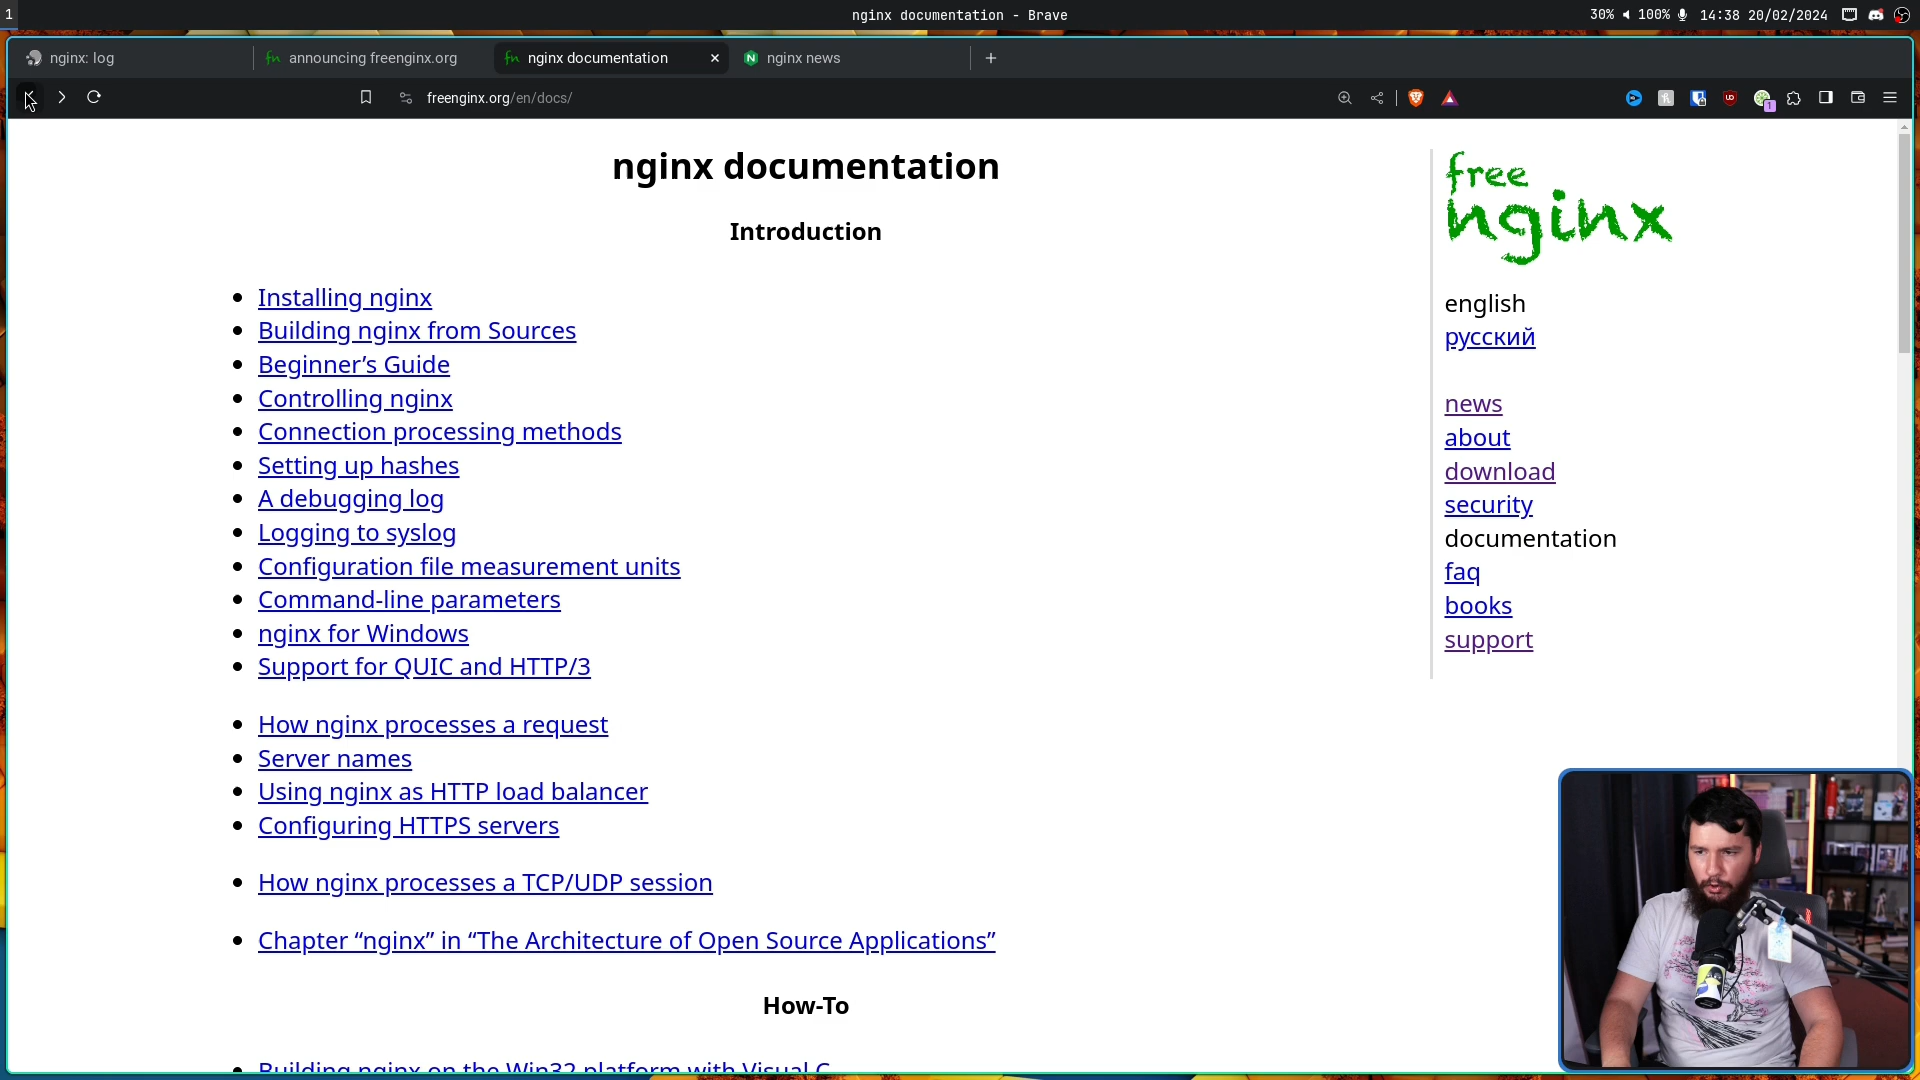 1
nginx documentation - Brave
30% 100% 14:38 20/02/2024
nginx: log
announcing freenginx.org
nginx documentation
nginx news
freenginx.org/en/docs/
nginx documentation
Introduction
Installing nginx
Building nginx from Sources
Beginner’s Guide
Controlling nginx
Connection processing methods
Setting up hashes
A debugging log
Logging to syslog
Configuration file measurement units
Command-line parameters
nginx for Windows
Support for QUIC and HTTP/3
How nginx processes a request
Server names
Using nginx as HTTP load balancer
Configuring HTTPS servers
How nginx processes a TCP/UDP session
Chapter “nginx” in “The Architecture of Open Source Applications”
How-To
Building nginx on the Win32 platform with Visual C
free
nginx
english
русский
news
about
download
security
documentation
faq
books
support